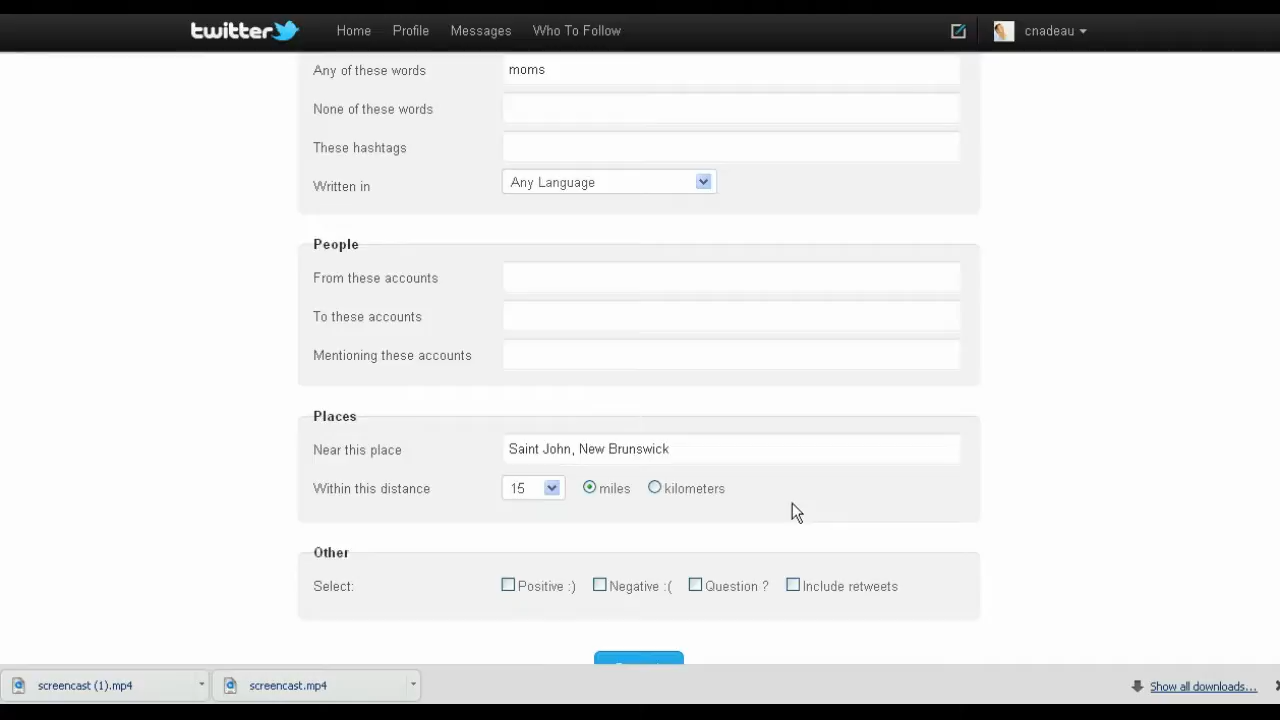 twitter Home Profile Messages Who To Follow cnadeau
Any of these words moms
None of these words
These hashtags
Written in Any Language
People
From these accounts
To these accounts
Mentioning these accounts
Places
Near this place Saint John, New Brunswick
Within this distance 15 miles kilometers
Other
Select: Positive :) Negative :( Question ? Include retweets
screencast (1).mp4 screencast.mp4 Show all downloads...